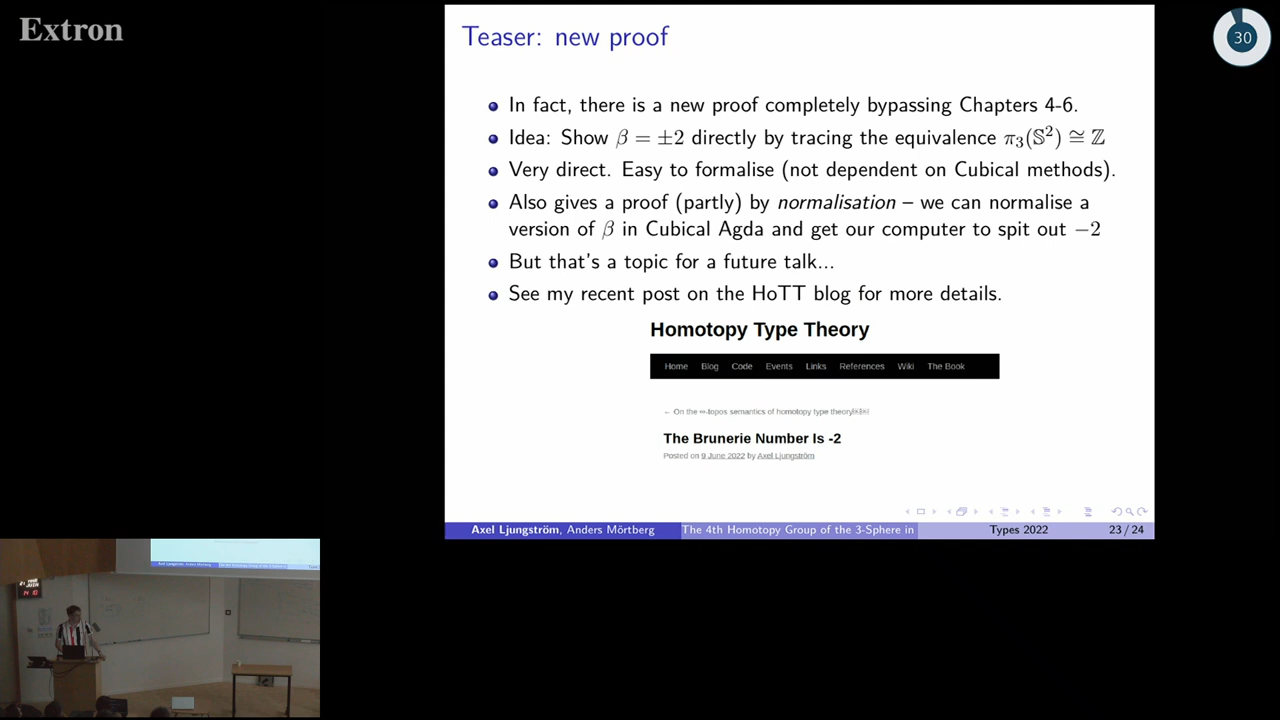 Extron
30
Teaser: new proof
In fact, there is a new proof completely bypassing Chapters 4-6.
Idea: Show β = ±2 directly by tracing the equivalence π₃(𝕊²) ≅ ℤ
Very direct. Easy to formalise (not dependent on Cubical methods).
Also gives a proof (partly) by normalisation – we can normalise a
version of β in Cubical Agda and get our computer to spit out −2
But that's a topic for a future talk...
See my recent post on the HoTT blog for more details.
Homotopy Type Theory
Home Blog Code Events Links References Wiki The Book
← On the ∞-topos semantics of homotopy type theory
The Brunerie Number Is -2
Posted on 9 June 2022 by Axel Ljungström
Axel Ljungström, Anders Mörtberg
The 4th Homotopy Group of the 3-Sphere in
Types 2022
23 / 24